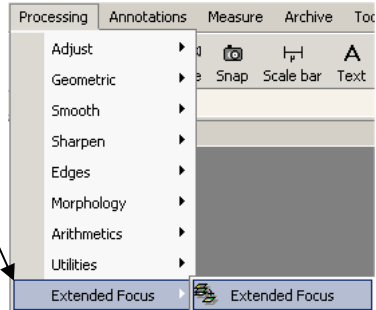 Processing Annotations Measure Archive
Adjust
Snap Scale bar Text
Geometric
Smooth
Sharpen
Edges
Morphology
Arithmetics
Utilities
Extended Focus Extended Focus